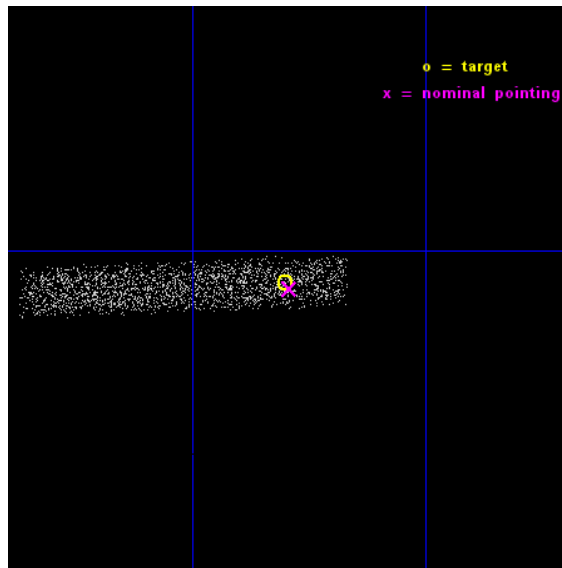 o = target
x = nominal pointing